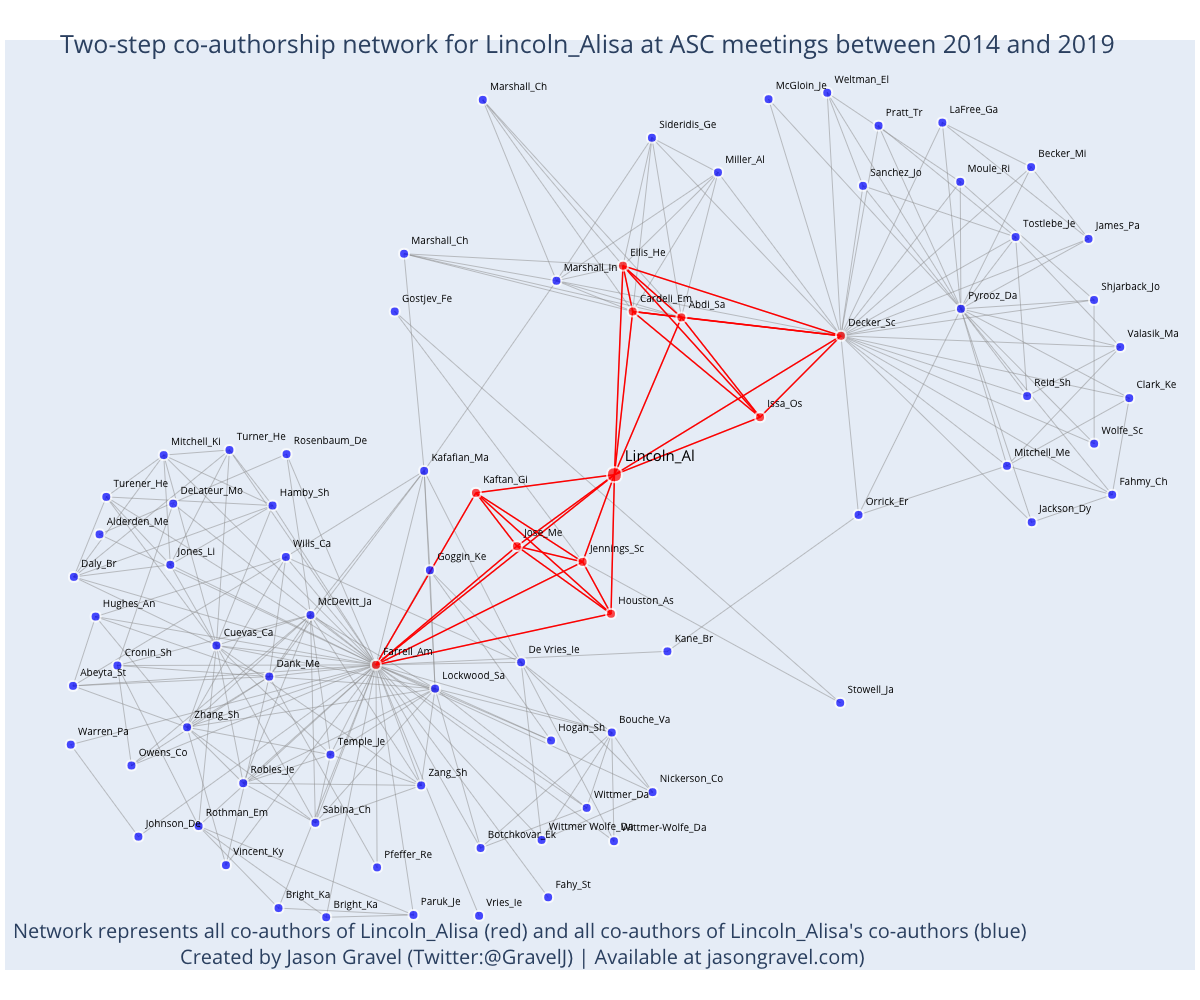 Two-step co-authorship network for Lincoln_Alisa at ASC meetings between 2014 and 2019
Marshall_Ch
McGloin_Je
Weltman_El
Sideridis_Ge
Pratt_Tr
LaFree_Ga
Miller_Al
Becker_Mi
Sanchez_Jo
Moule_Ri
Marshall_Ch
Tostlebe_Je
James_Pa
Ellis_He
Marshall_In
Gostjev_Fe
Cardeli_Em
Abdi_Sa
Pyrooz_Da
Shjarback_Jo
Decker_Sc
Valasik_Ma
Reid_Sh
Clark_Ke
Issa_Os
Wolfe_Sc
Mitchell_Ki
Turner_He
Rosenbaum_De
Lincoln_Al
Mitchell_Me
Kafafian_Ma
Kaftan_Gi
Turener_He
DeLateur_Mo
Hamby_Sh
Fahmy_Ch
Orrick_Er
Jackson_Dy
Alderden_Me
Jose_Me
Jones_Li
Wills_Ca
Jennings_Sc
Daly_Br
Goggin_Ke
Hughes_An
McDevitt_Ja
Houston_As
Cuevas_Ca
Kane_Br
Cronin_Sh
Farrell_Am
De Vries_Ie
Dank_Me
Abeyta_St
Lockwood_Sa
Stowell_Ja
Zhang_Sh
Warren_Pa
Hogan_Sh
Bouche_Va
Owens_Co
Temple_Je
Robles_Je
Zang_Sh
Nickerson_Co
Wittmer_Da
Rothman_Em
Sabina_Ch
Johnson_De
Botchkovar_Ek
Wittmer Wolfe_Da
Wittmer-Wolfe_Da
Vincent_Ky
Pfeffer_Re
Fahy_St
Bright_Ka
Bright_Ka
Paruk_Je
Vries_Ie
Network represents all co-authors of Lincoln_Alisa (red) and all co-authors of Lincoln_Alisa's co-authors (blue)
Created by Jason Gravel (Twitter:@GravelJ) | Available at jasongravel.com)